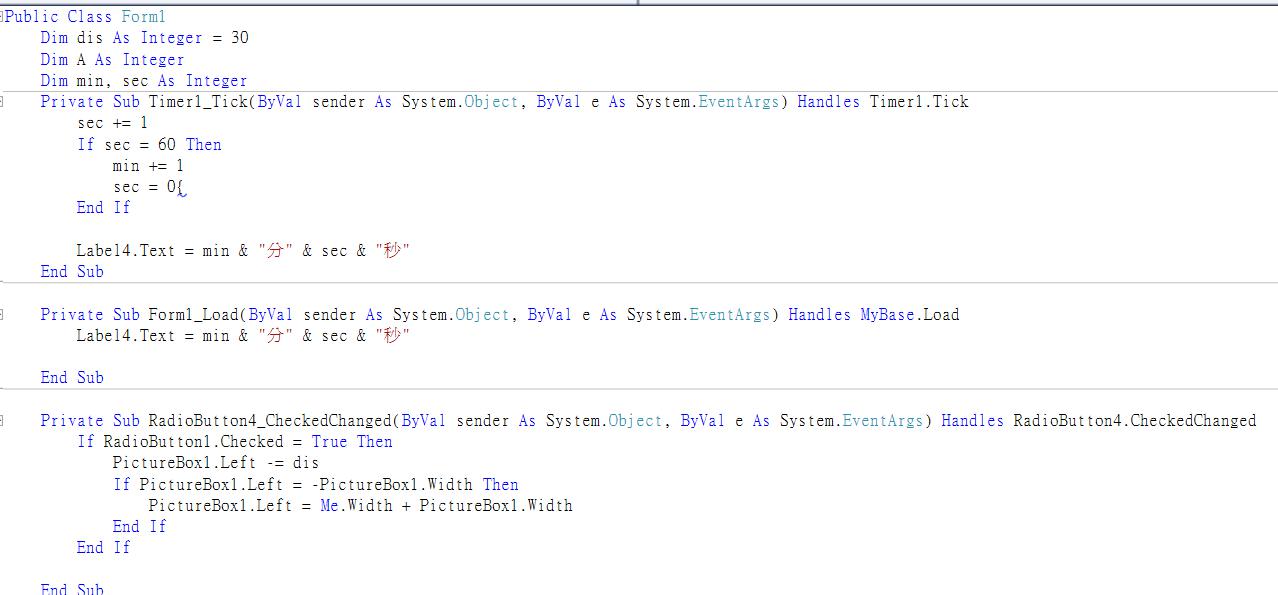 Public Class Form1
Dim dis As Integer = 30
Dim A As Integer
Dim min, sec As Integer
Private Sub Timer1_Tick(ByVal sender As System.Object, ByVal e As System.EventArgs) Handles Timer1.Tick
sec += 1
If sec = 60 Then
min += 1
sec = 0{
End If
Label4.Text = min & "分" & sec & "秒"
End Sub
Private Sub Form1_Load(ByVal sender As System.Object, ByVal e As System.EventArgs) Handles MyBase.Load
Label4.Text = min & "分" & sec & "秒"
End Sub
Private Sub RadioButton4_CheckedChanged(ByVal sender As System.Object, ByVal e As System.EventArgs) Handles RadioButton4.CheckedChanged
If RadioButton1.Checked = True Then
PictureBox1.Left -= dis
If PictureBox1.Left = -PictureBox1.Width Then
PictureBox1.Left = Me.Width + PictureBox1.Width
End If
End If
End Sub